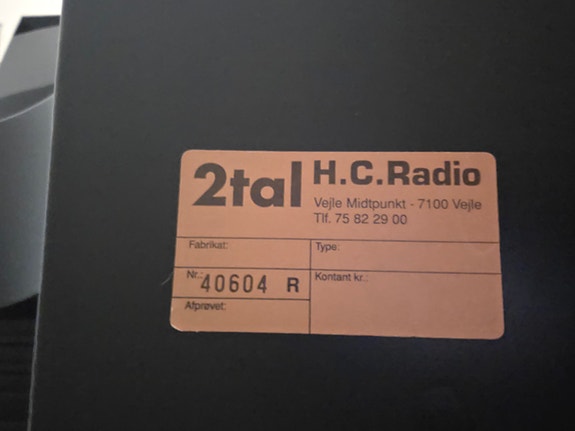 2tal H.C.Radio
Vejle Midtpunkt - 7100 Vejle
Tlf. 75 82 29 00
Fabrikat: Type:
Nr.: 40604 R Kontant kr.:
Afprøvet: